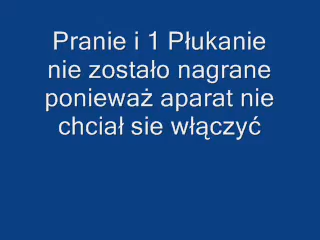 Pranie i 1 Płukanie
nie zostało nagrane
ponieważ aparat nie
chciał sie włączyć